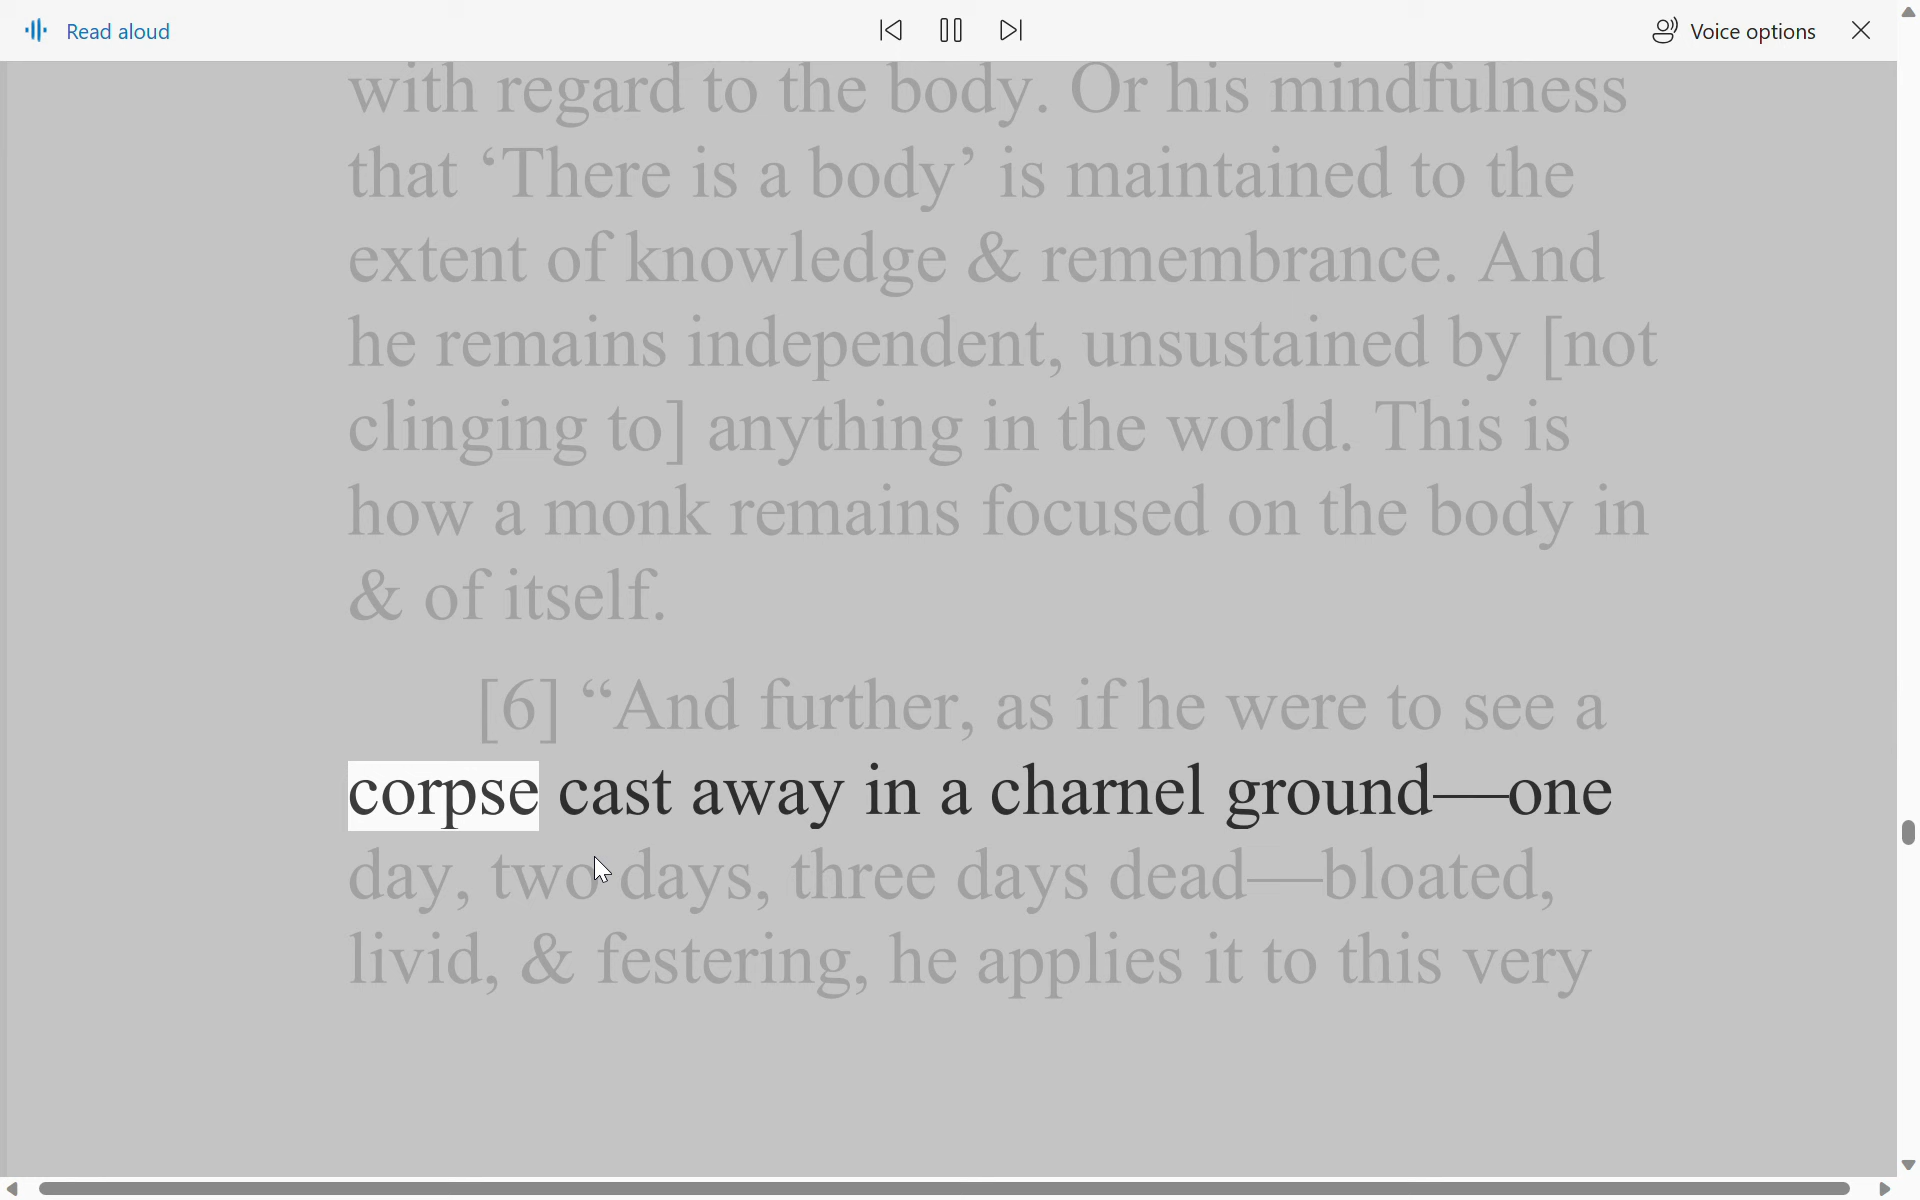 Read aloud
Voice options
with regard to the body. Or his mindfulness
that ‘There is a body’ is maintained to the
extent of knowledge & remembrance. And
he remains independent, unsustained by [not
clinging to] anything in the world. This is
how a monk remains focused on the body in
& of itself.
[6] “And further, as if he were to see a
corpse cast away in a charnel ground—one
day, two days, three days dead—bloated,
livid, & festering, he applies it to this very